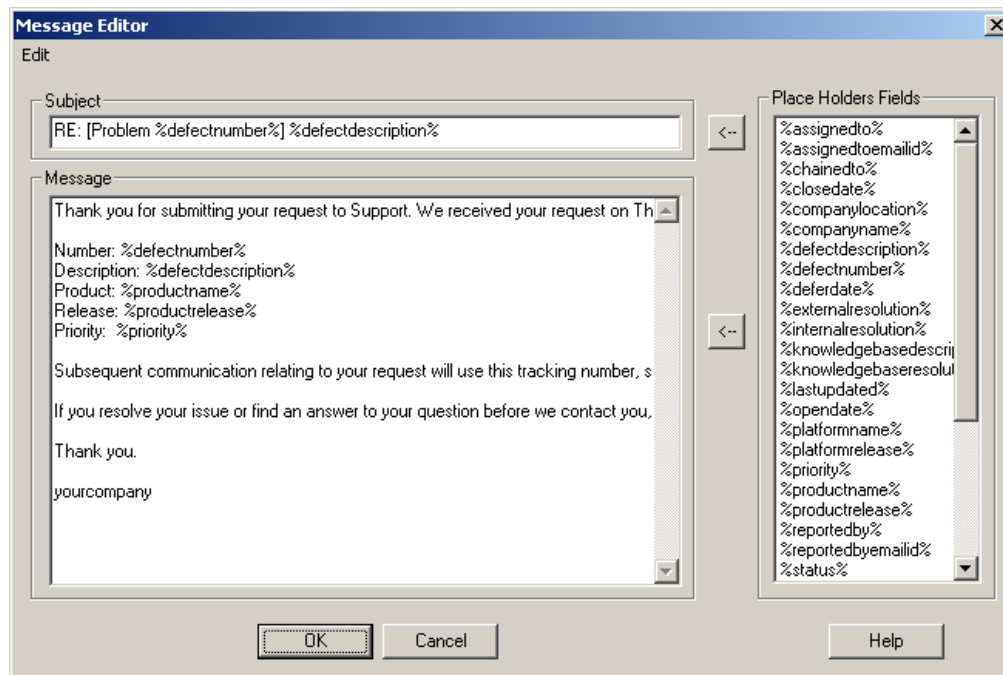 Message Editor
Edit
Subject
RE: [Problem %defectnumber%] %defectdescription%
<--
Message
Thank you for submitting your request to Support. We received your request on Th
Number: %defectnumber%
Description: %defectdescription%
Product: %productname%
Release: %productrelease%
Priority:  %priority%
Subsequent communication relating to your request will use this tracking number, s
If you resolve your issue or find an answer to your question before we contact you,
Thank you.
yourcompany
<--
Place Holders Fields
%assignedto%
%assignedtoemailid%
%chainedto%
%closedate%
%companylocation%
%companyname%
%defectdescription%
%defectnumber%
%deferdate%
%externalresolution%
%internalresolution%
%knowledgebasedescrip
%knowledgebaseresolut
%lastupdated%
%opendate%
%platformname%
%platformrelease%
%priority%
%productname%
%productrelease%
%reportedby%
%reportedbyemailid%
%status%
OK
Cancel
Help